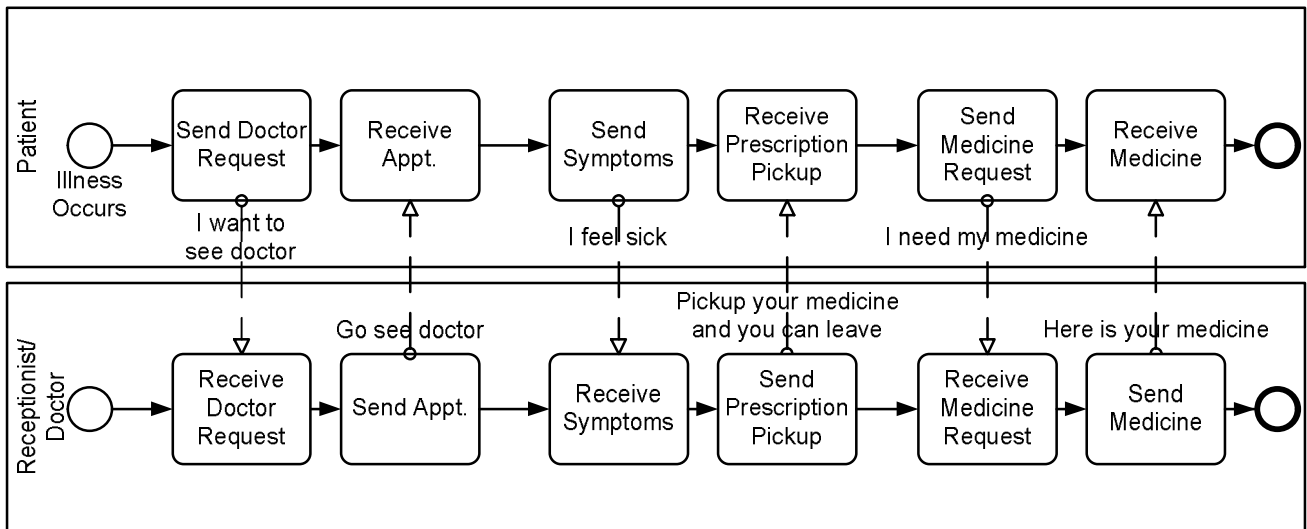 Patient
Illness
Occurs
Send Doctor
Request
Receive
Appt.
Send
Symptoms
Receive
Prescription
Pickup
Send
Medicine
Request
Receive
Medicine
I want to
see doctor
I feel sick
I need my medicine
Receptionist/
Doctor
Go see doctor
Pickup your medicine
and you can leave
Here is your medicine
Receive
Doctor
Request
Send Appt.
Receive
Symptoms
Send
Prescription
Pickup
Receive
Medicine
Request
Send
Medicine